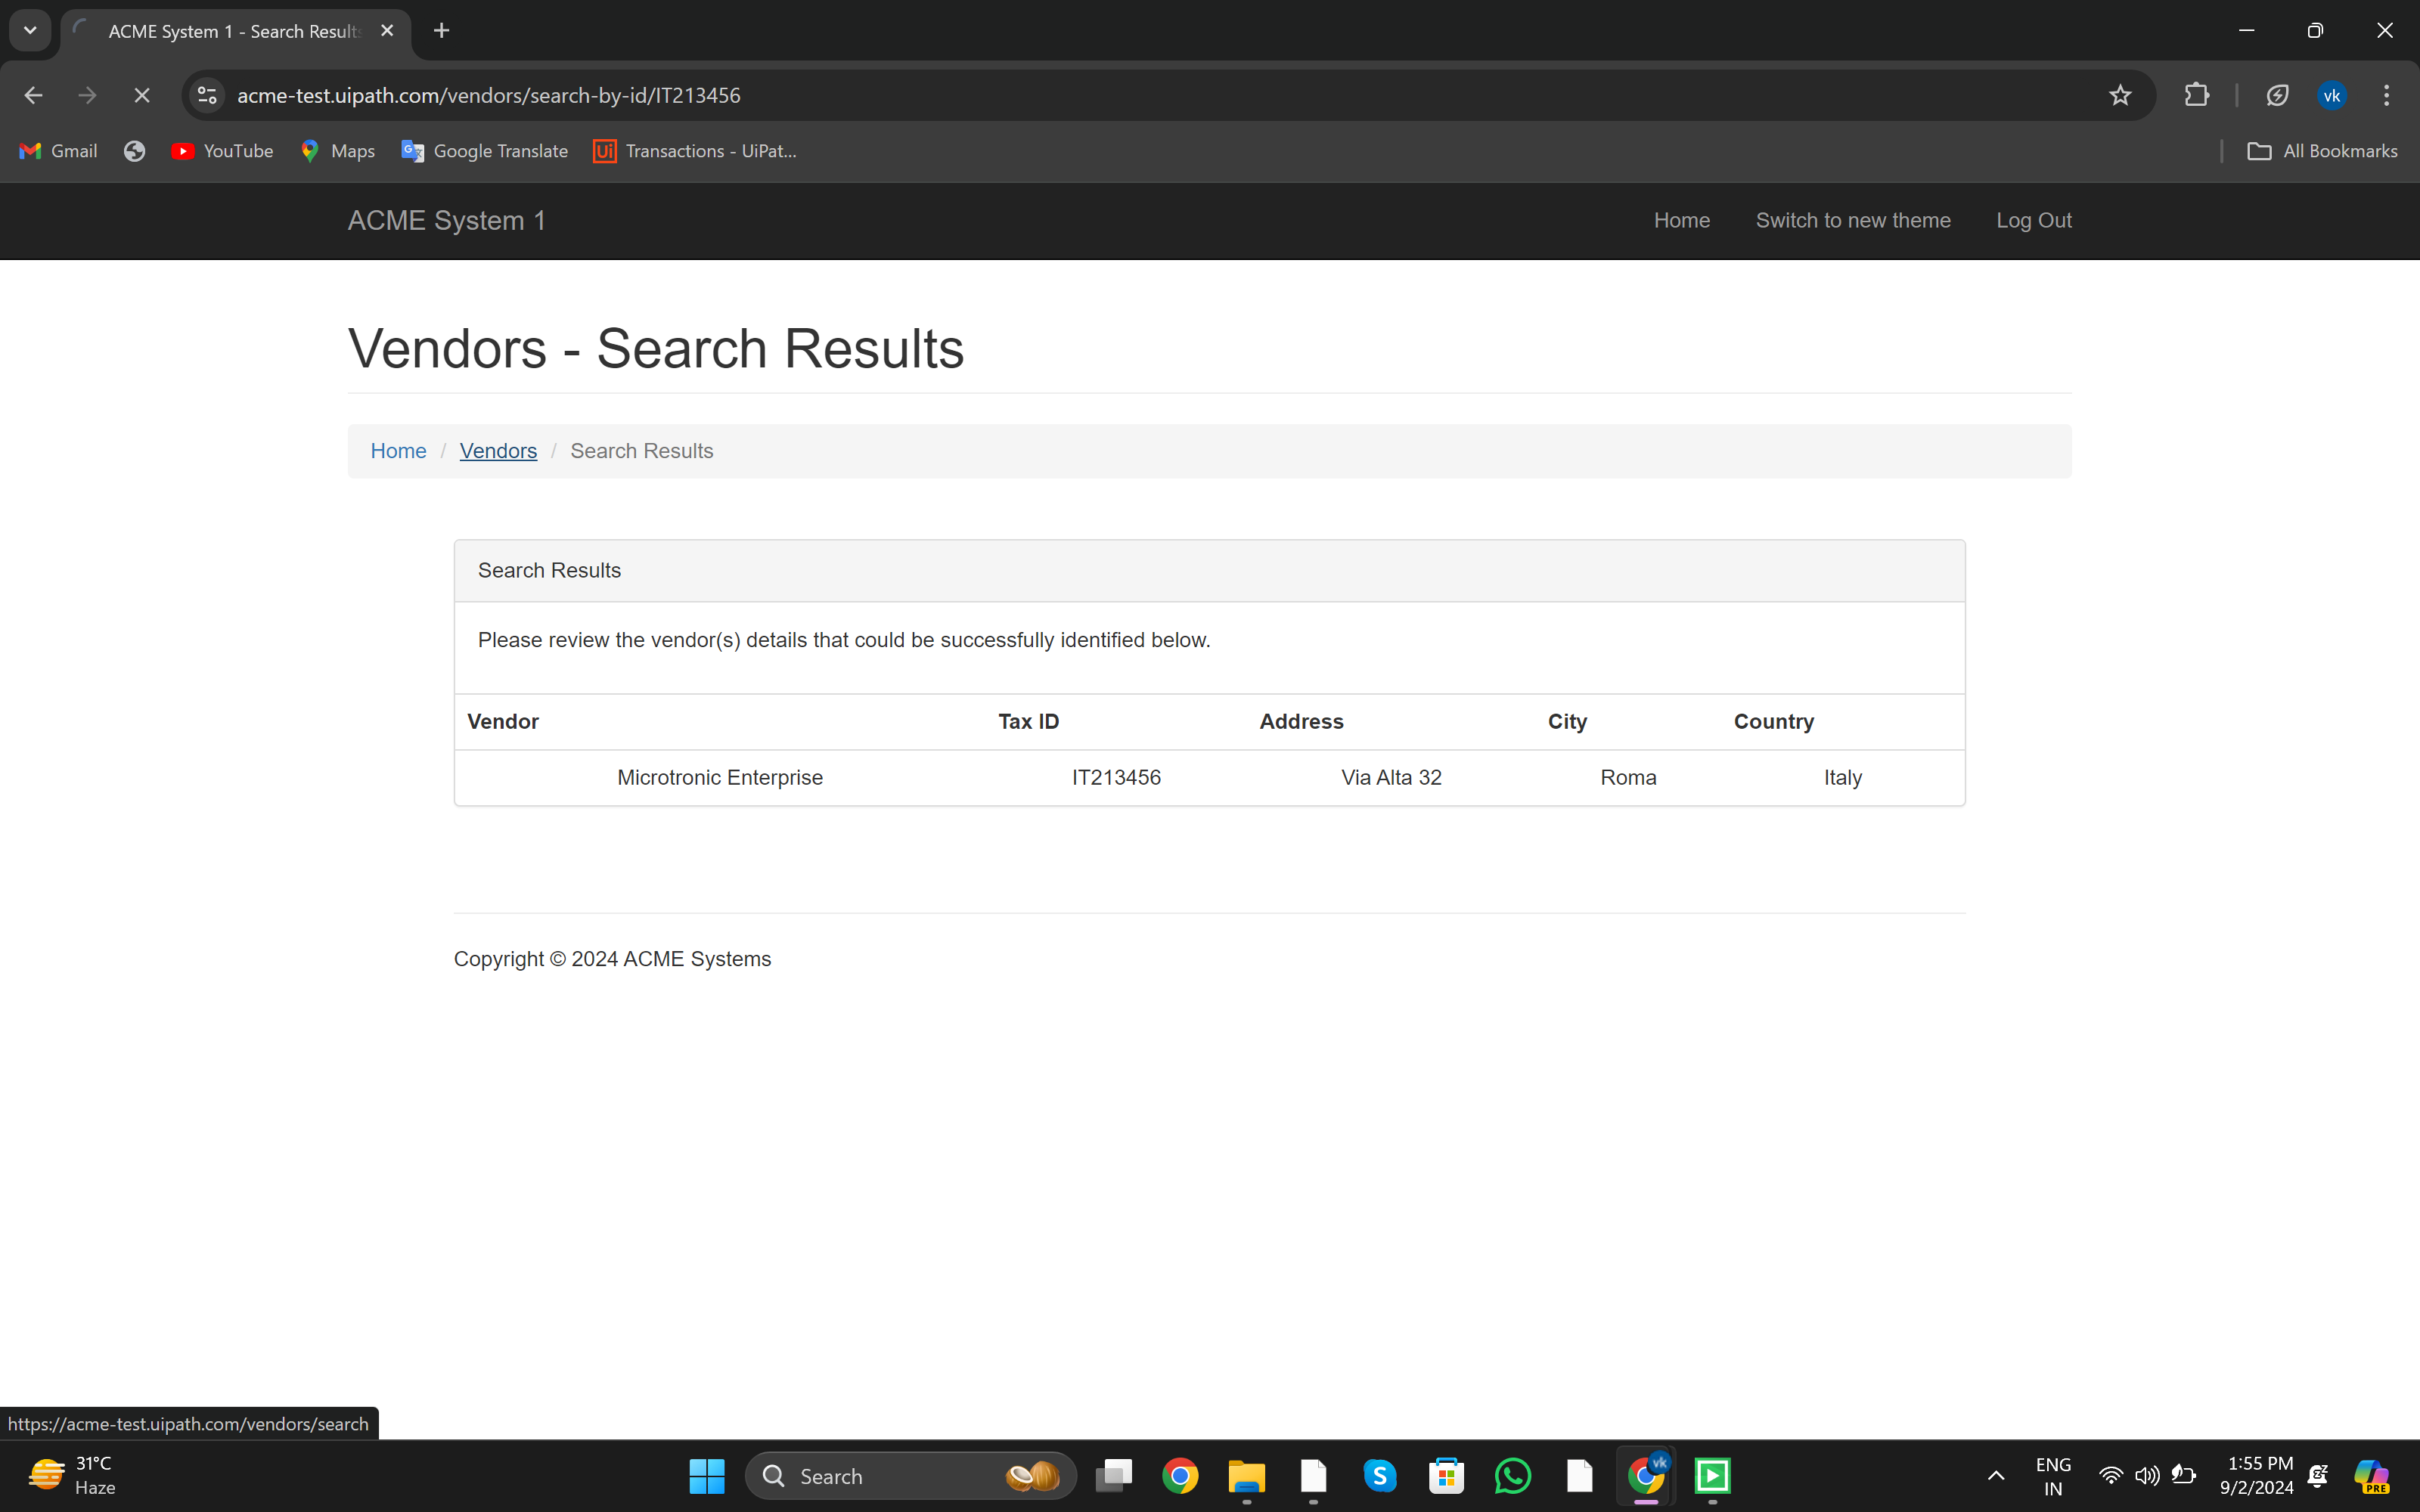 ACME System 1 - Search Results
acme-test.uipath.com/vendors/search-by-id/IT213456
vk
Gmail
YouTube
Maps
Google Translate
Transactions - UiPat...
All Bookmarks
ACME System 1
Home
Switch to new theme
Log Out
Vendors - Search Results
Home / Vendors / Search Results
Search Results
Please review the vendor(s) details that could be successfully identified below.
Vendor Tax ID Address City Country
Microtronic Enterprise IT213456 Via Alta 32 Roma Italy
Copyright © 2024 ACME Systems
https://acme-test.uipath.com/vendors/search
31°C
Haze
Search
vk
ENG
IN
1:55 PM
9/2/2024
PRE